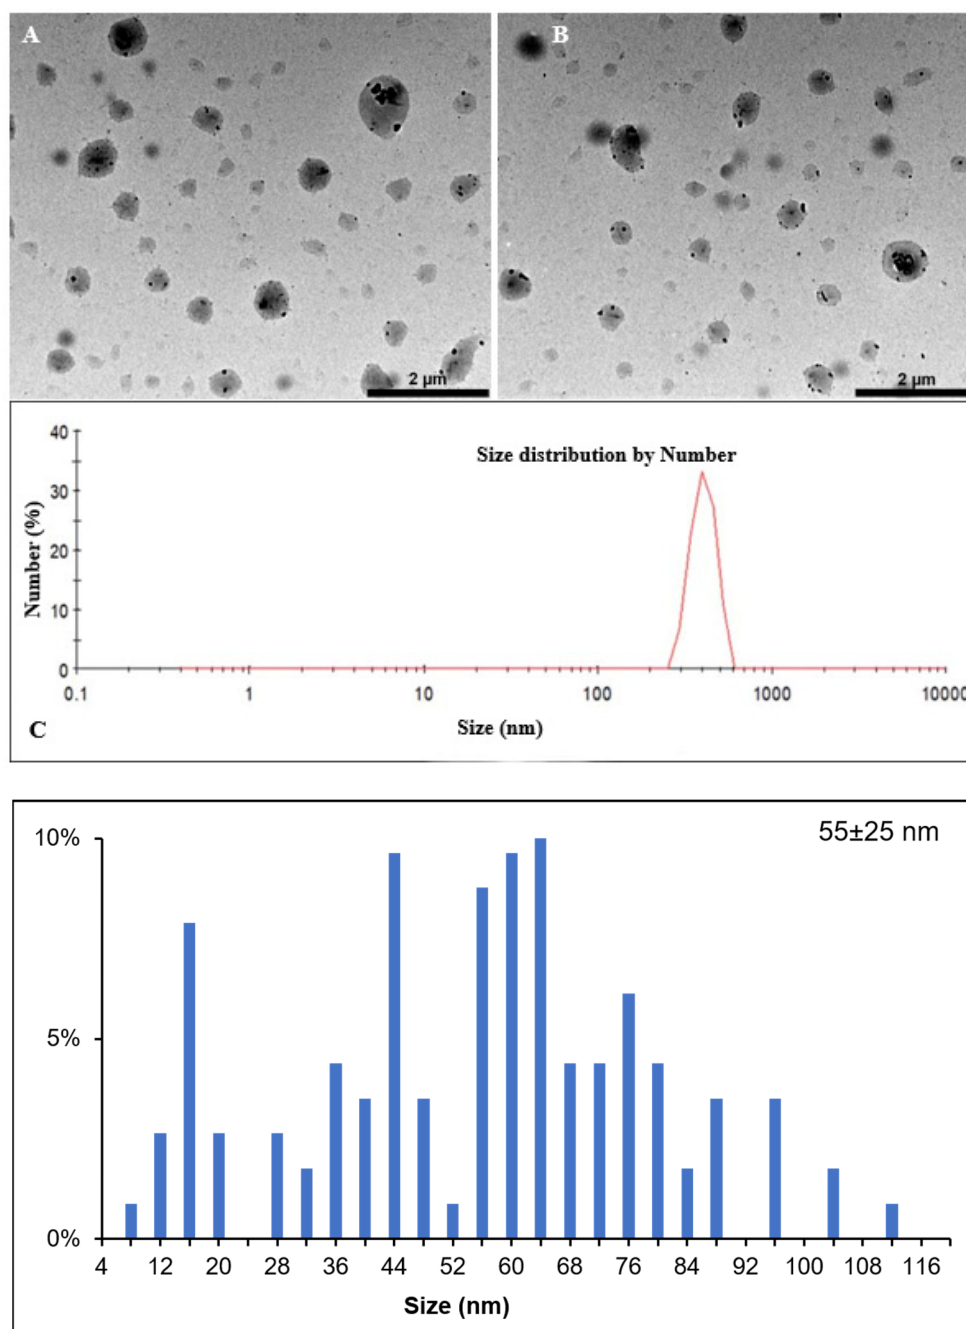 A
B
2 µm
2 µm
Size distribution by Number
40
30
20
10
0
Number (%)
0.1 1 10 100 1000 10000
C
Size (nm)
55±25 nm
10%
5%
0%
4 12 20 28 36 44 52 60 68 76 84 92 100 108 116
Size (nm)